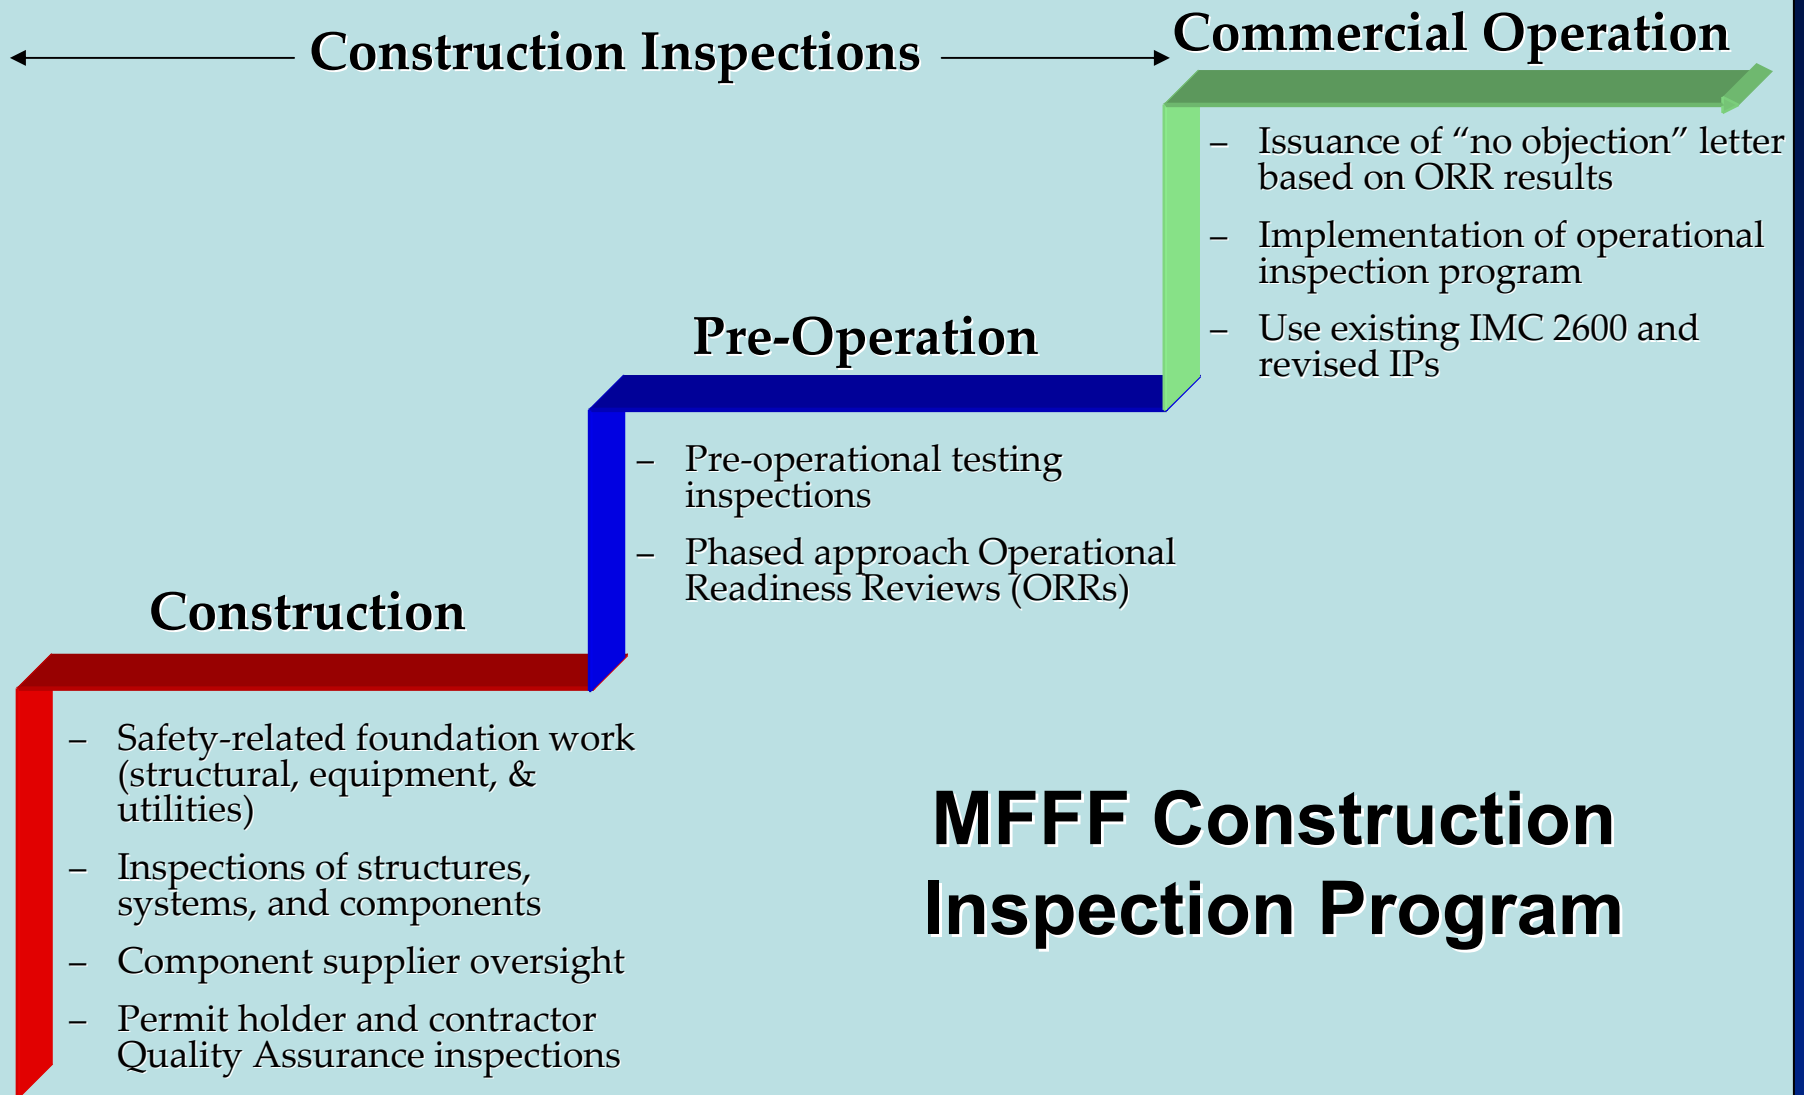 Construction Inspections
Commercial Operation
– Issuance of “no objection” letter
based on ORR results
– Implementation of operational
inspection program
– Use existing IMC 2600 and
revised IPs
Pre-Operation
– Pre-operational testing
inspections
– Phased approach Operational
Readiness Reviews (ORRs)
Construction
– Safety-related foundation work
(structural, equipment, &
utilities)
– Inspections of structures,
systems, and components
– Component supplier oversight
– Permit holder and contractor
Quality Assurance inspections
MFFF Construction
Inspection Program